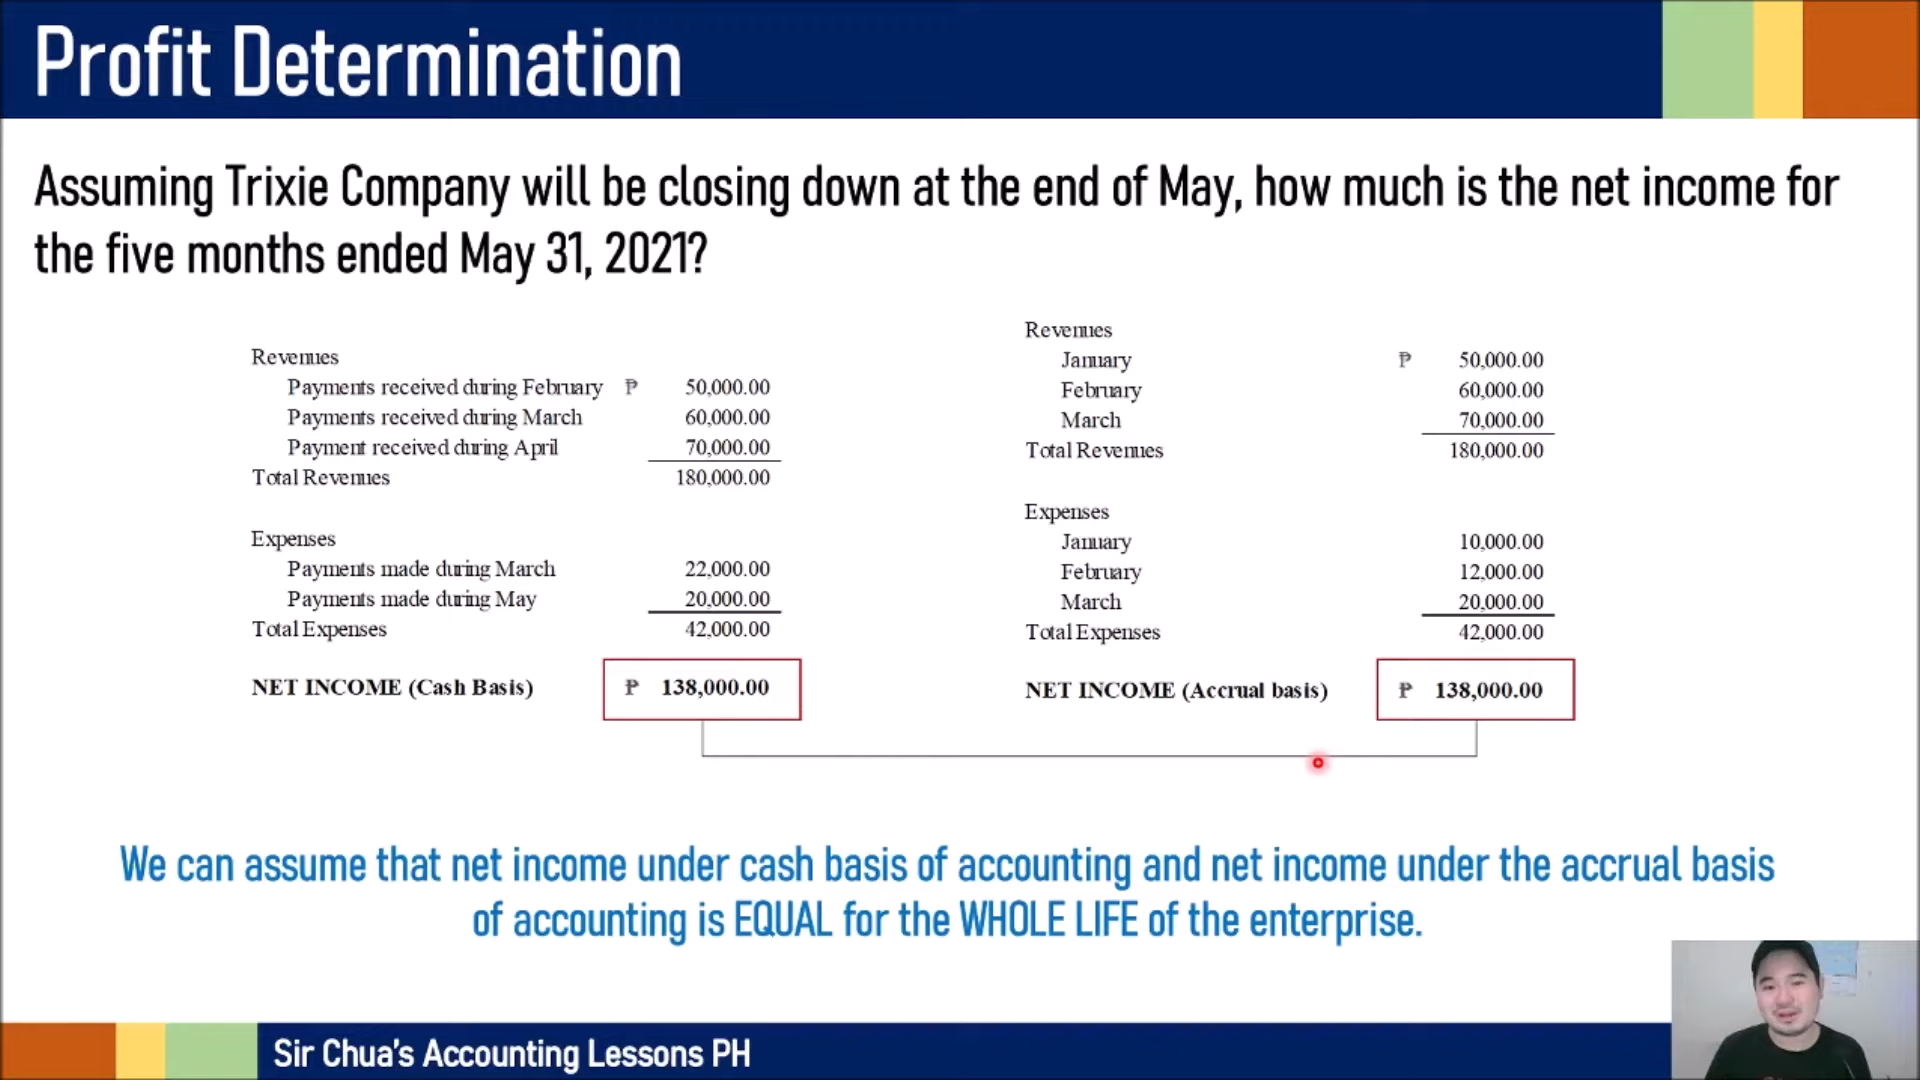 Profit Determination
Assuming Trixie Company will be closing down at the end of May, how much is the net income for
the five months ended May 31, 2021?
Revenues
Payments received during February ₱ 50,000.00
Payments received during March 60,000.00
Payment received during April 70,000.00
Total Revenues 180,000.00
Expenses
Payments made during March 22,000.00
Payments made during May 20,000.00
Total Expenses 42,000.00
NET INCOME (Cash Basis) ₱ 138,000.00
Revenues
January ₱ 50,000.00
February 60,000.00
March 70,000.00
Total Revenues 180,000.00
Expenses
January 10,000.00
February 12,000.00
March 20,000.00
Total Expenses 42,000.00
NET INCOME (Accrual basis) ₱ 138,000.00
We can assume that net income under cash basis of accounting and net income under the accrual basis
of accounting is EQUAL for the WHOLE LIFE of the enterprise.
Sir Chua's Accounting Lessons PH